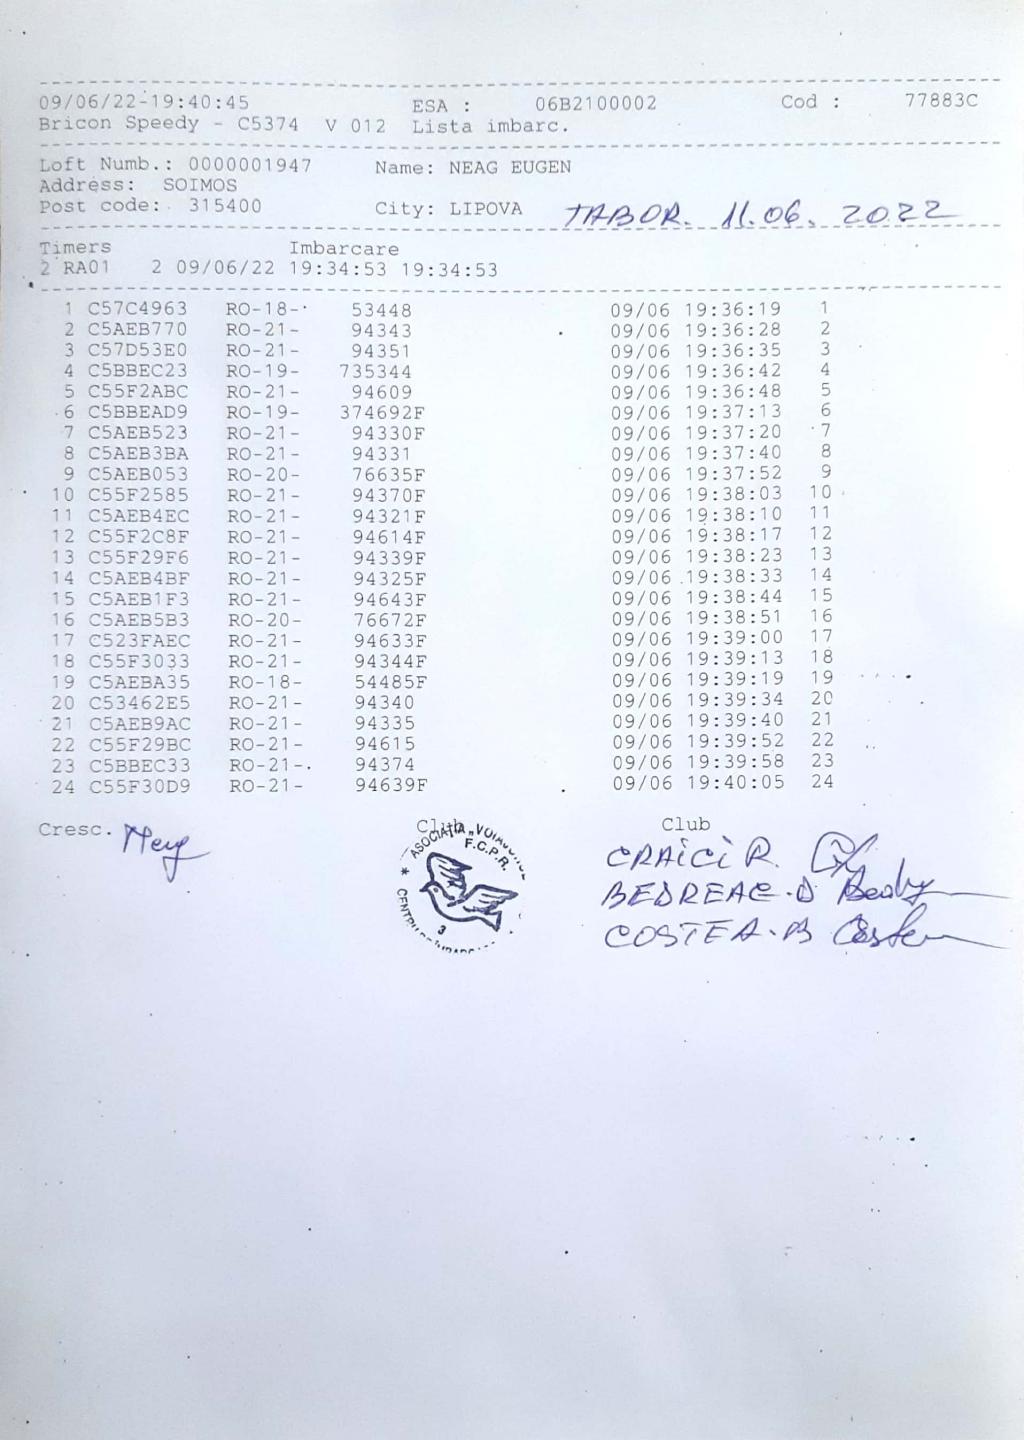 09/06/22-19:40:45 ESA : 06B2100002 Cod : 77883C
Bricon Speedy - C5374 V 012 Lista imbarc.
Loft Numb.: 0000001947 Name: NEAG EUGEN
Address: SOIMOS
Post code: 315400 City: LIPOVA TABOR. 11.06. 2022
Timers Imbarcare
2 RA01 2 09/06/22 19:34:53 19:34:53
1 C57C4963 RO-18- 53448 09/06 19:36:19 1
2 C5AEB770 RO-21- 94343 09/06 19:36:28 2
3 C57D53E0 RO-21- 94351 09/06 19:36:35 3
4 C5BBEC23 RO-19- 735344 09/06 19:36:42 4
5 C55F2ABC RO-21- 94609 09/06 19:36:48 5
6 C5BBEAD9 RO-19- 374692F 09/06 19:37:13 6
7 C5AEB523 RO-21- 94330F 09/06 19:37:20 7
8 C5AEB3BA RO-21- 94331 09/06 19:37:40 8
9 C5AEB053 RO-20- 76635F 09/06 19:37:52 9
10 C55F2585 RO-21- 94370F 09/06 19:38:03 10
11 C5AEB4EC RO-21- 94321F 09/06 19:38:10 11
12 C55F2C8F RO-21- 94614F 09/06 19:38:17 12
13 C55F29F6 RO-21- 94339F 09/06 19:38:23 13
14 C5AEB4BF RO-21- 94325F 09/06 19:38:33 14
15 C5AEB1F3 RO-21- 94643F 09/06 19:38:44 15
16 C5AEB5B3 RO-20- 76672F 09/06 19:38:51 16
17 C523FAEC RO-21- 94633F 09/06 19:39:00 17
18 C55F3033 RO-21- 94344F 09/06 19:39:13 18
19 C5AEBA35 RO-18- 54485F 09/06 19:39:19 19
20 C53462E5 RO-21- 94340 09/06 19:39:34 20
21 C5AEB9AC RO-21- 94335 09/06 19:39:40 21
22 C55F29BC RO-21- 94615 09/06 19:39:52 22
23 C5BBEC33 RO-21- 94374 09/06 19:39:58 23
24 C55F30D9 RO-21- 94639F 09/06 19:40:05 24
Cresc. Club Club
ASOCIAȚIA
F.C.P.R.
3
CRAICI R.
BEDREAG.D
COSTEA.B Costea